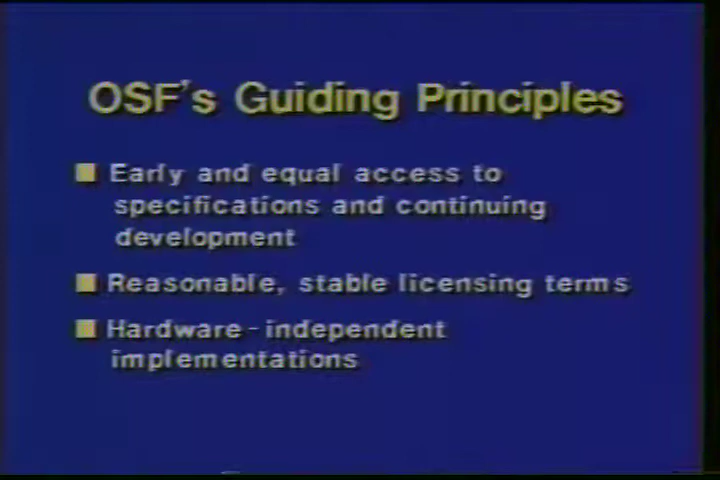 OSF's Guiding Principles
Early and equal access to
specifications and continuing
development
Reasonable, stable licensing terms
Hardware-independent
implementations